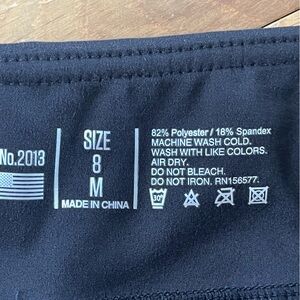 No.2013
SIZE
8
M
MADE IN CHINA
82% Polyester / 18% Spandex
MACHINE WASH COLD.
WASH WITH LIKE COLORS.
AIR DRY.
DO NOT BLEACH.
DO NOT IRON. RN156577.
30°